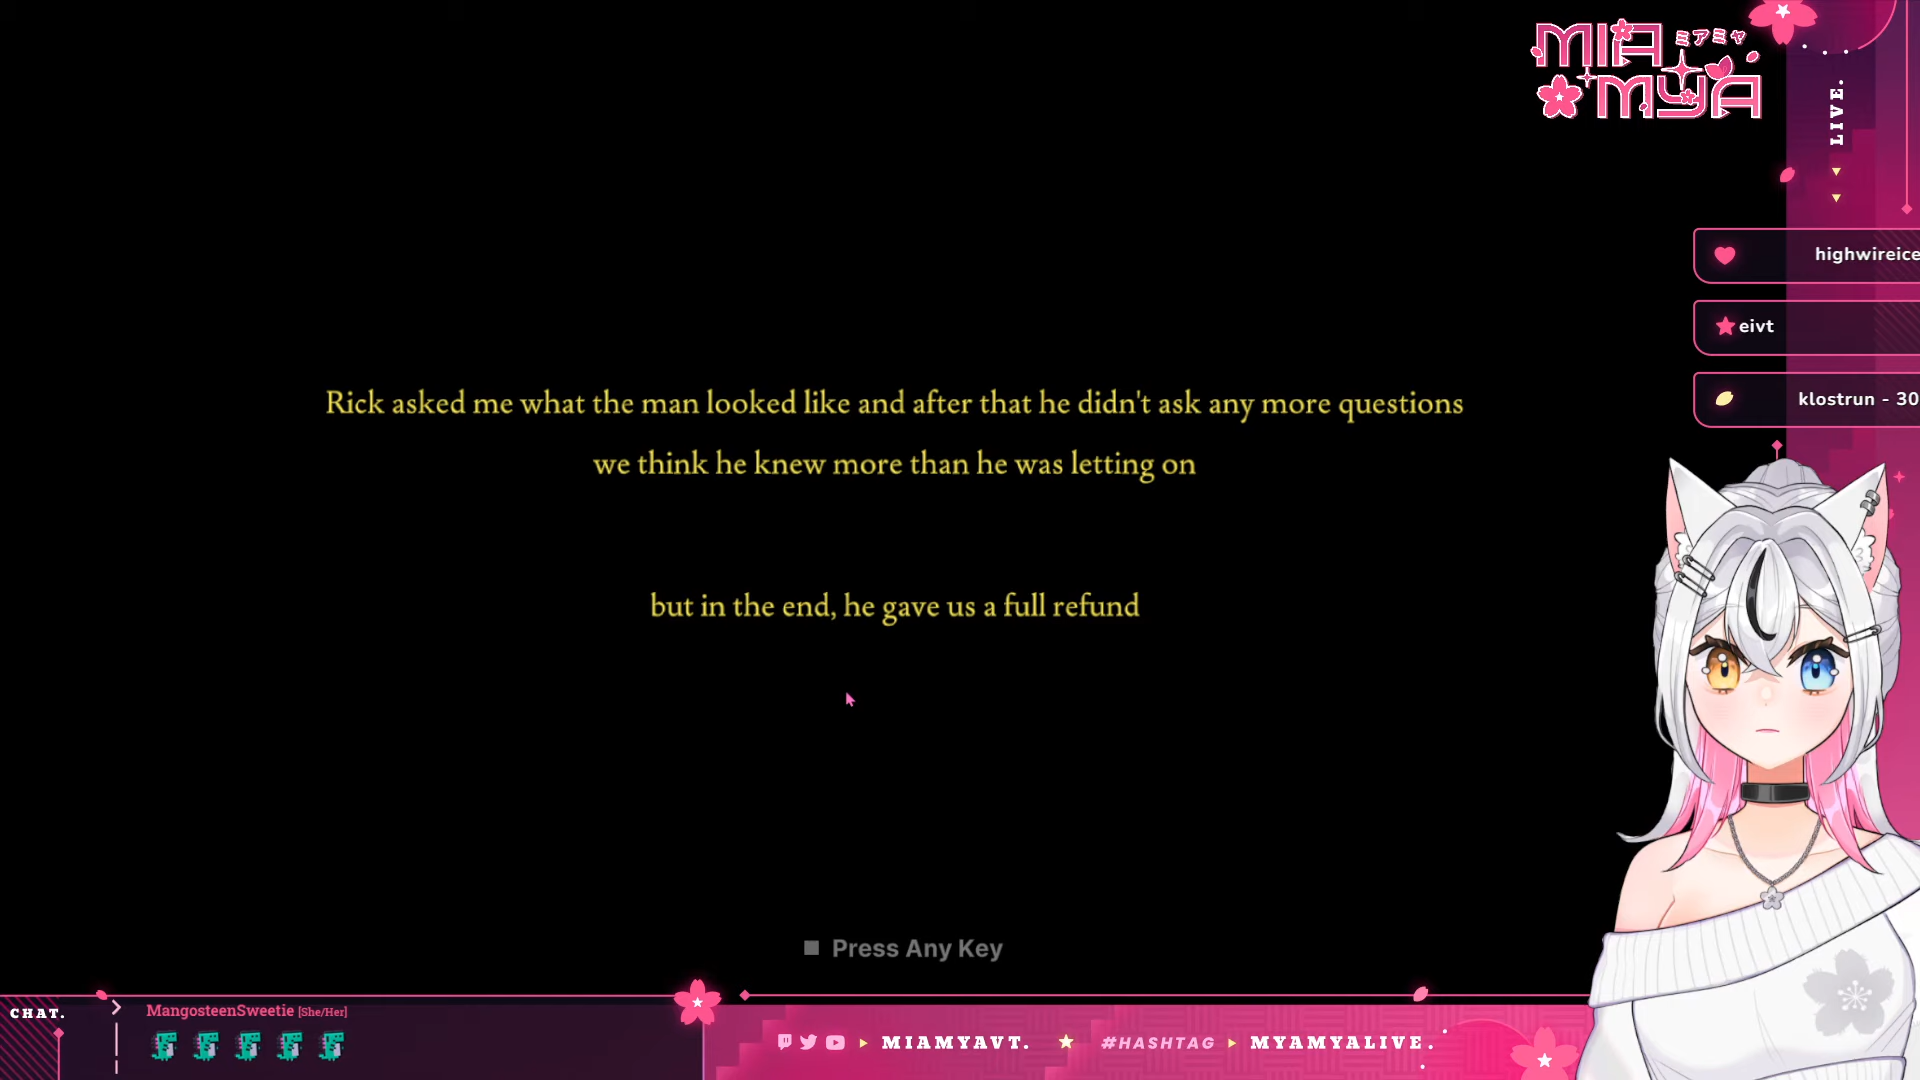 MIA ミアミャ
MYA
LIVE.
highwireice
eivt
klostrun - 30
Rick asked me what the man looked like and after that he didn't ask any more questions
we think he knew more than he was letting on
but in the end, he gave us a full refund
Press Any Key
CHAT.
MangosteenSweetie [She/Her]
MIAMYAVT.
#HASHTAG
MYAMYALIVE.